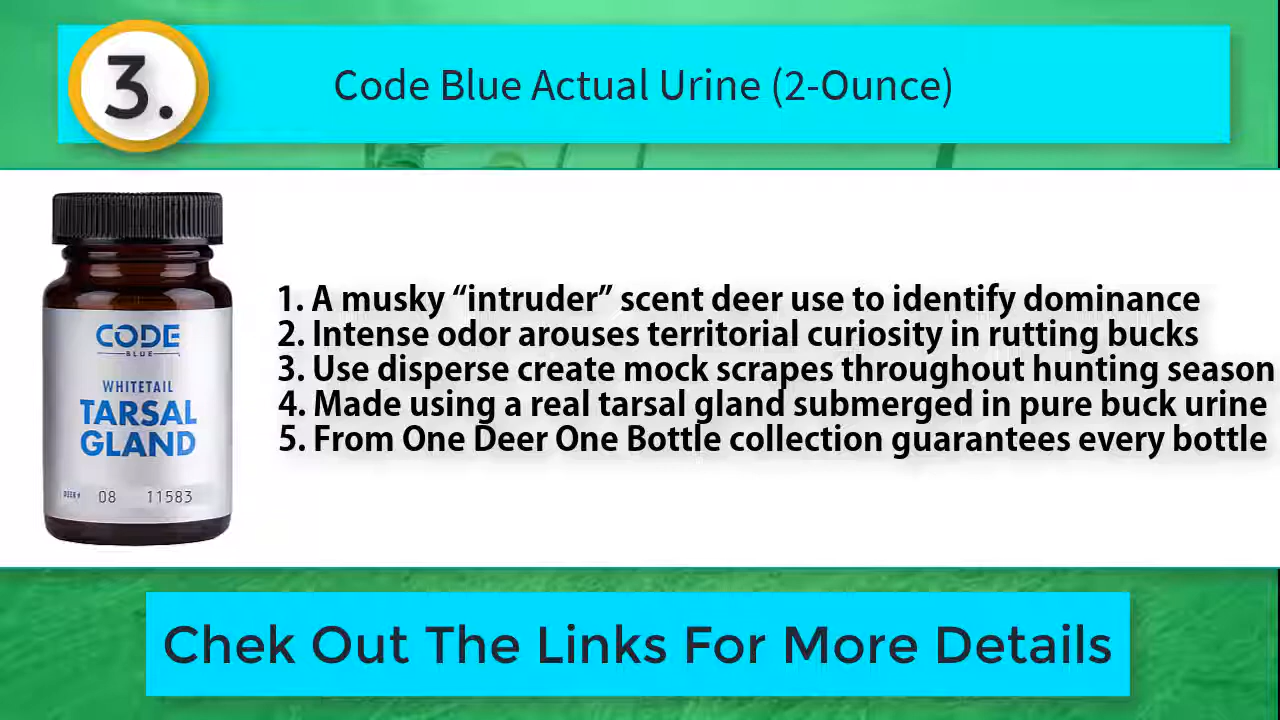 3.
Code Blue Actual Urine (2-Ounce)
CODE
BLUE
WHITETAIL
TARSAL
GLAND
DEER# 08 11583
1. A musky “intruder” scent deer use to identify dominance
2. Intense odor arouses territorial curiosity in rutting bucks
3. Use disperse create mock scrapes throughout hunting season
4. Made using a real tarsal gland submerged in pure buck urine
5. From One Deer One Bottle collection guarantees every bottle
Chek Out The Links For More Details